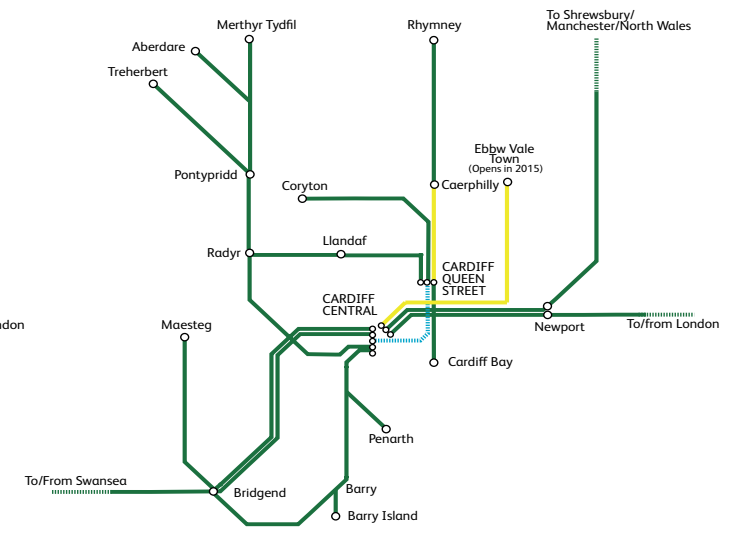 To Shrewsbury/
Manchester/North Wales
Merthyr Tydfil
Rhymney
Aberdare
Treherbert
Ebbw Vale
Town
(Opens in 2015)
Pontypridd
Coryton
Caerphilly
Llandaf
Radyr
CARDIFF
QUEEN
STREET
CARDIFF
CENTRAL
ndon
Maesteg
Newport
To/from London
Cardiff Bay
Penarth
To/From Swansea
Bridgend
Barry
Barry Island